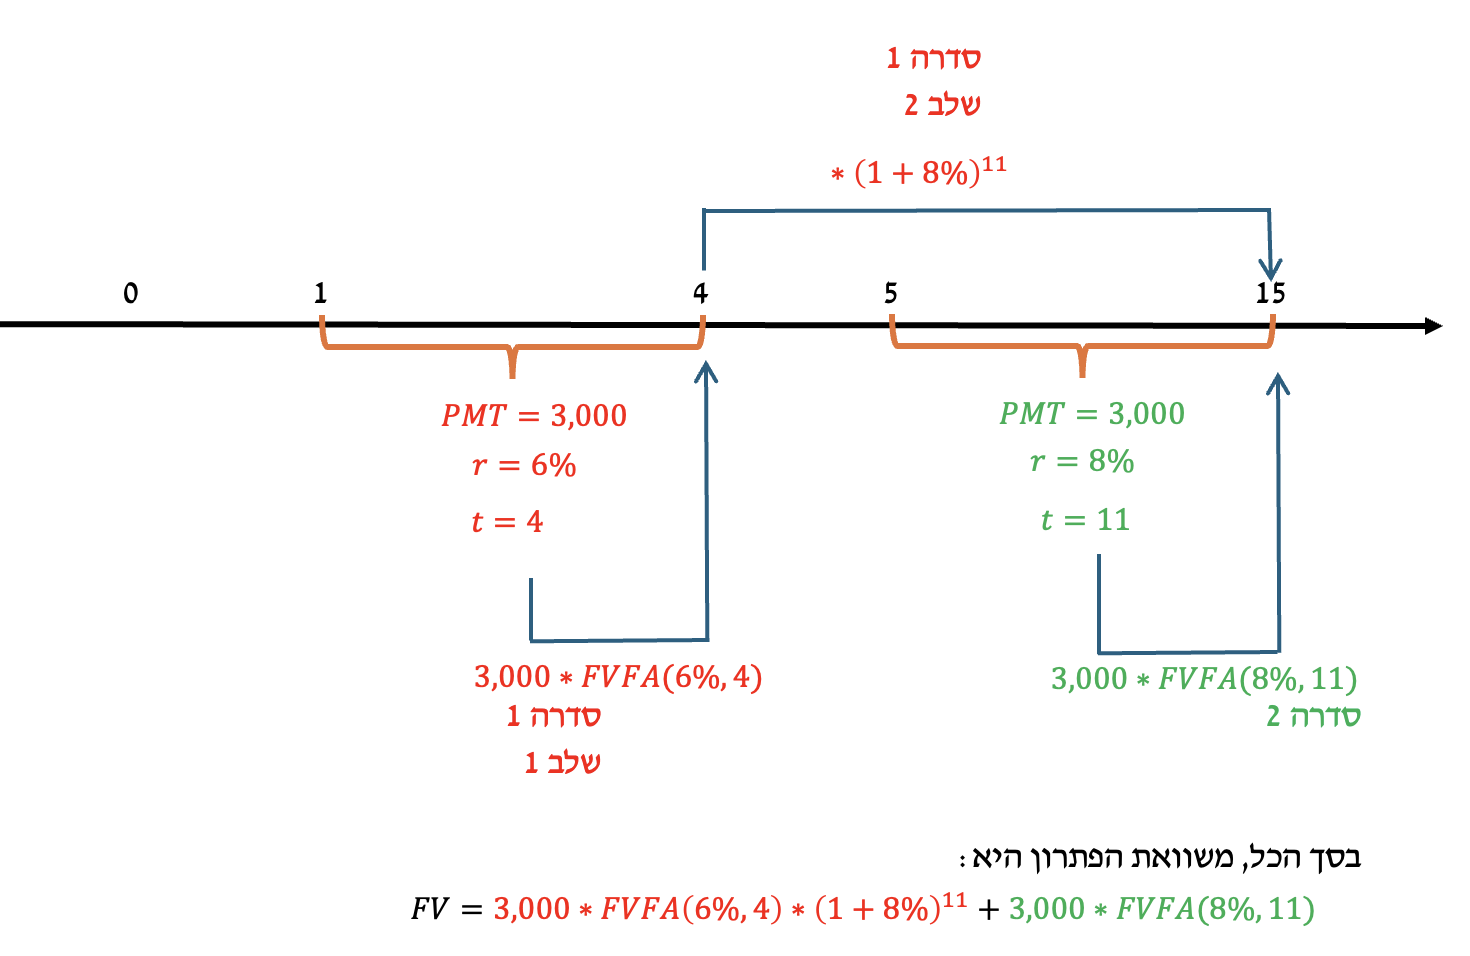 סדרה 1
שלב 2
∗ (1 + 8%)^11
0 1 4 5 15
PMT = 3,000
r = 6%
t = 4
PMT = 3,000
r = 8%
t = 11
3,000 ∗ FVFA(6%, 4)
סדרה 1
שלב 1
3,000 ∗ FVFA(8%, 11)
סדרה 2
בסך הכל, משוואת הפתרון היא:
FV = 3,000 ∗ FVFA(6%, 4) ∗ (1 + 8%)^11 + 3,000 ∗ FVFA(8%, 11)